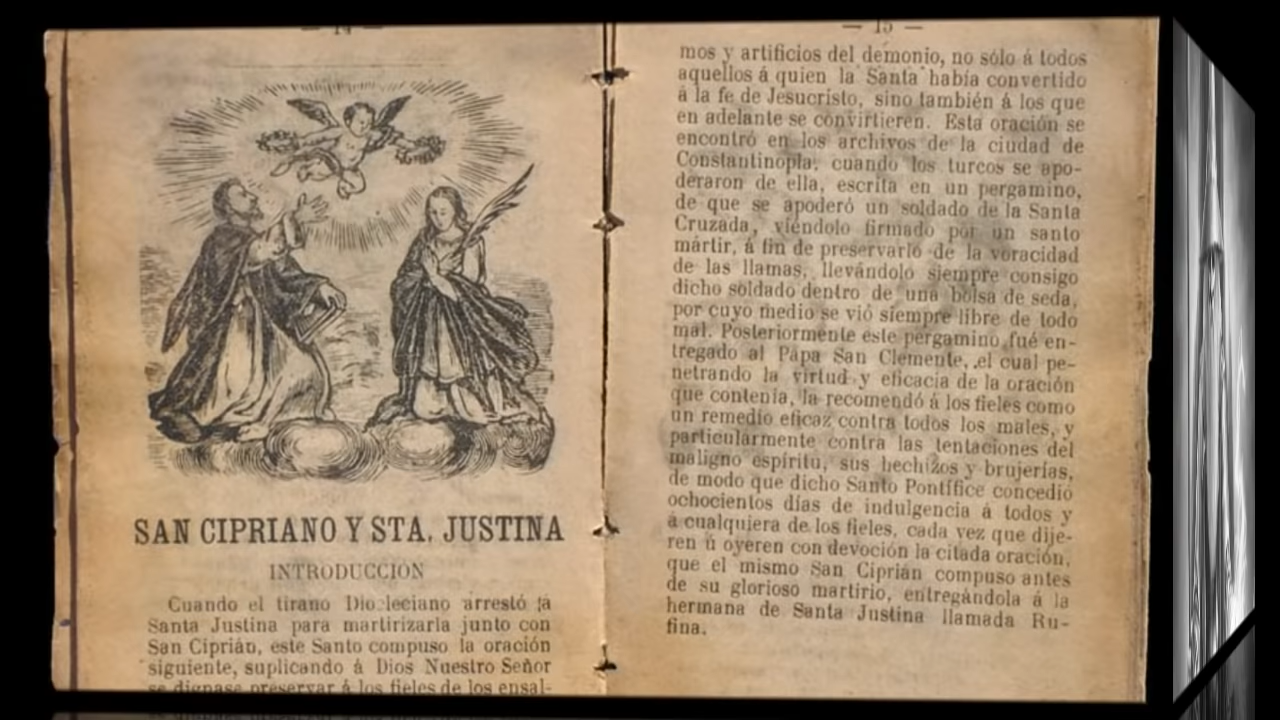 — 14 —
SAN CIPRIANO Y STA. JUSTINA
INTRODUCCIÓN
Cuando el tirano Diocleciano arrestó á
Santa Justina para martirizarla junto con
San Ciprián, este Santo compuso la oración
siguiente, suplicando á Dios Nuestro Señor
se dignase preservar á los fieles de los ensal-
— 15 —
mos y artificios del demonio, no sólo á todos
aquellos á quien la Santa había convertido
á la fe de Jesucristo, sino también á los que
en adelante se convirtieren. Esta oración se
encontró en los archivos de la ciudad de
Constantinopla, cuando los turcos se apo-
deraron de ella, escrita en un pergamino,
de que se apoderó un soldado de la Santa
Cruzada, viéndolo firmado por un santo
mártir, á fin de preservarlo de la voracidad
de las llamas, llevándolo siempre consigo
dicho soldado dentro de una bolsa de seda,
por cuyo medio se vió siempre libre de todo
mal. Posteriormente este pergamino fué en-
tregado al Papa San Clemente, el cual pe-
netrando la virtud y eficacia de la oración
que contenía, la recomendó á los fieles como
un remedio eficaz contra todos los males, y
particularmente contra las tentaciones del
maligno espíritu, sus hechizos y brujerías,
de modo que dicho Santo Pontífice concedió
ochocientos días de indulgencia á todos y
á cualquiera de los fieles, cada vez que dije-
ren ú oyeren con devoción la citada oración,
que el mismo San Ciprián compuso antes
de su glorioso martirio, entregándola á la
hermana de Santa Justina llamada Ru-
fina.